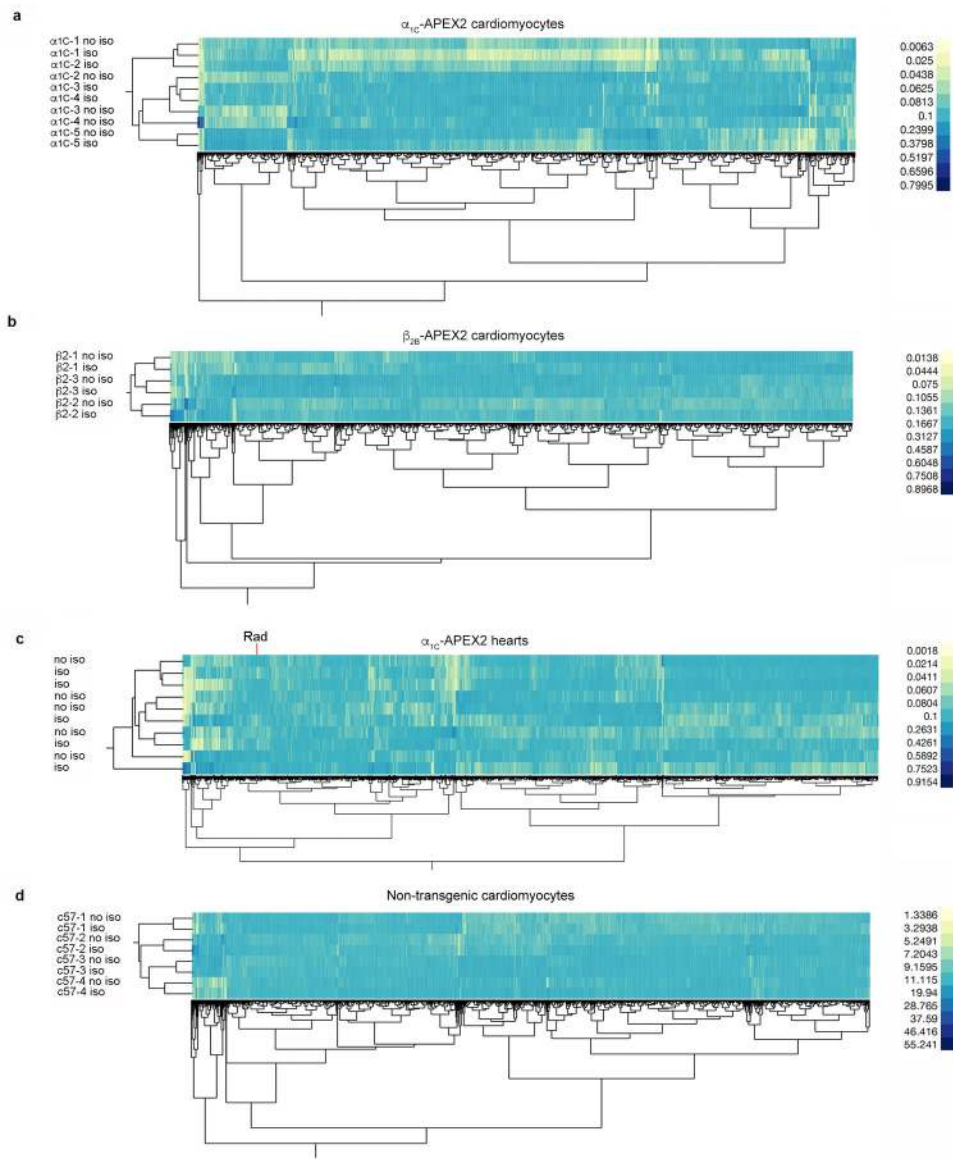 a
α1C-APEX2 cardiomyocytes
α1C-1 no iso
α1C-1 iso
α1C-2 iso
α1C-2 no iso
α1C-3 iso
α1C-4 iso
α1C-3 no iso
α1C-4 no iso
α1C-5 no iso
α1C-5 iso
0.0063
0.025
0.0438
0.0625
0.0813
0.1
0.2399
0.3798
0.5197
0.6596
0.7995
b
β2B-APEX2 cardiomyocytes
β2-1 no iso
β2-1 iso
β2-3 no iso
β2-3 iso
β2-2 no iso
β2-2 iso
0.0138
0.0444
0.075
0.1055
0.1361
0.1667
0.3127
0.4587
0.6048
0.7508
0.8968
c
Rad
α1C-APEX2 hearts
no iso
iso
iso
no iso
no iso
iso
no iso
iso
no iso
iso
0.0018
0.0214
0.0411
0.0607
0.0804
0.1
0.2631
0.4261
0.5892
0.7523
0.9154
d
Non-transgenic cardiomyocytes
c57-1 no iso
c57-1 iso
c57-2 no iso
c57-2 iso
c57-3 no iso
c57-3 iso
c57-4 no iso
c57-4 iso
1.3386
3.2938
5.2491
7.2043
9.1595
11.115
19.94
28.765
37.59
46.416
55.241